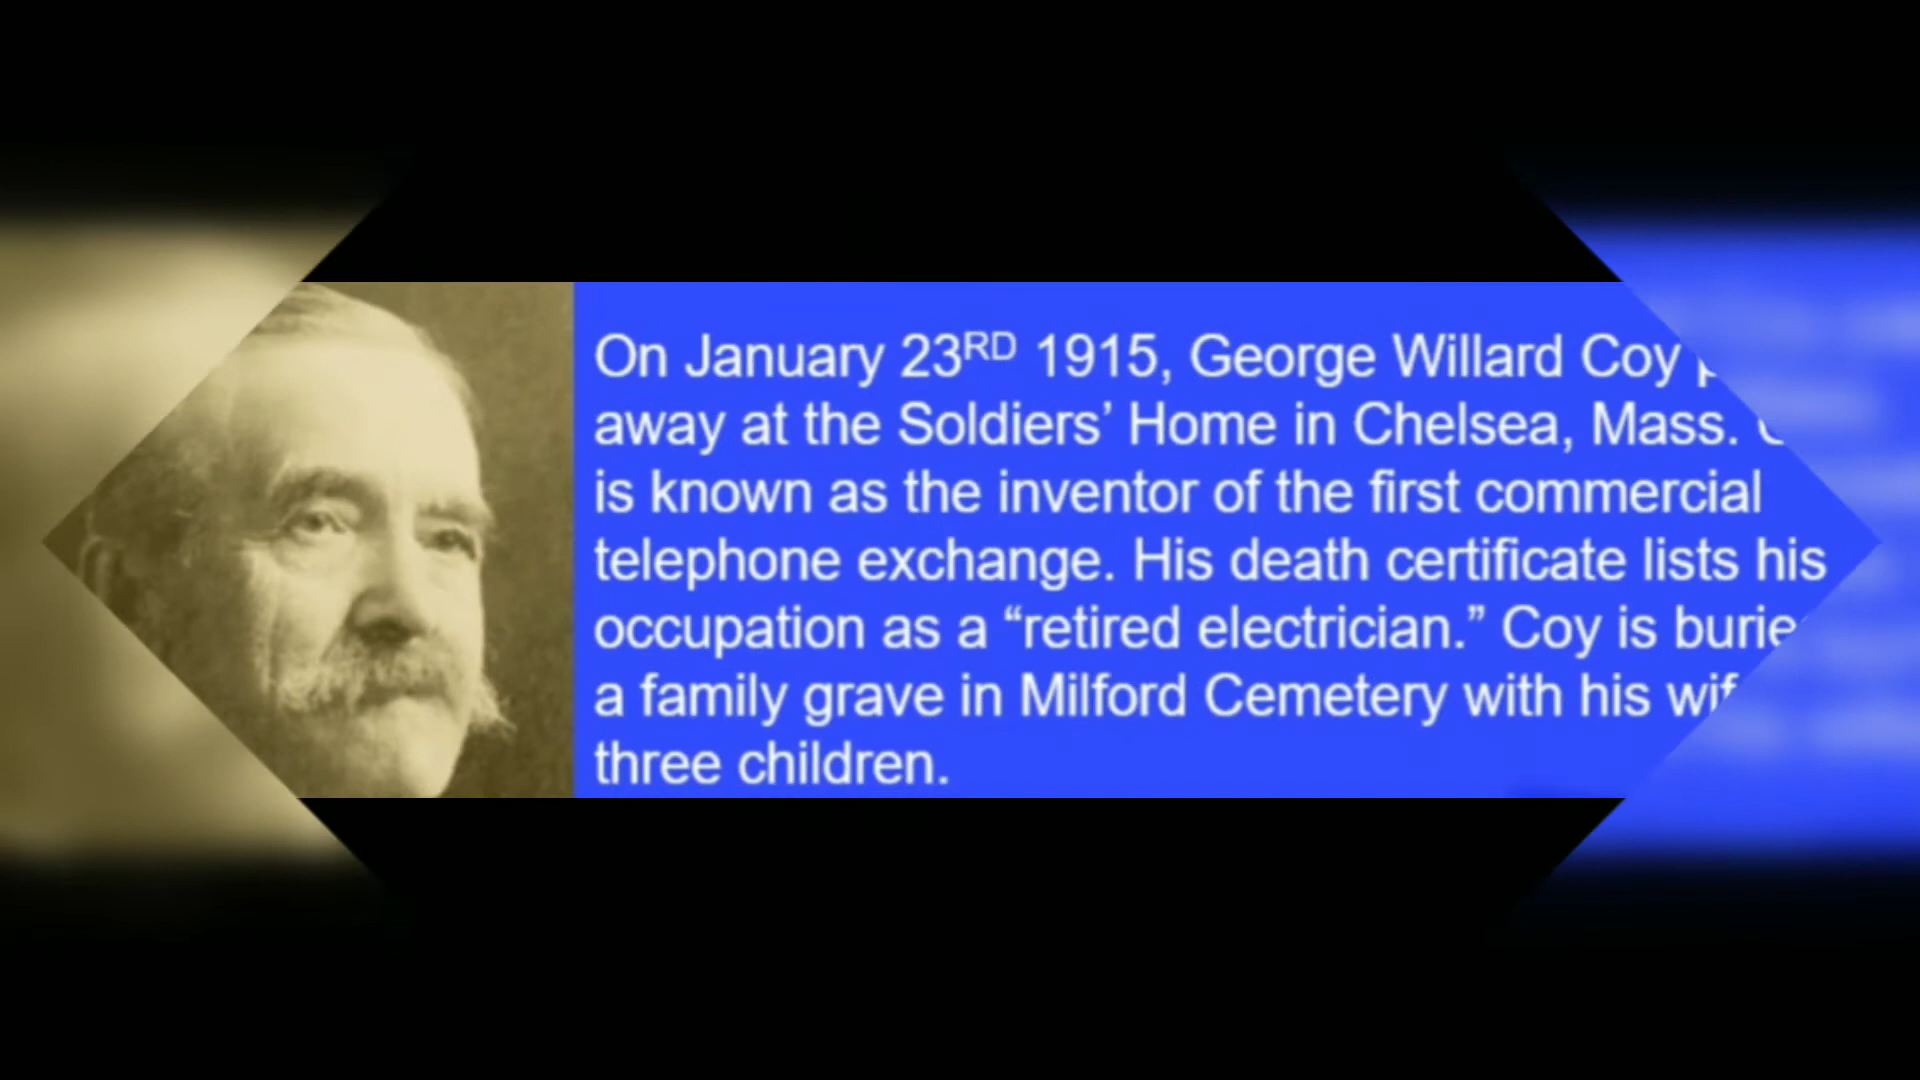 On January 23RD 1915, George Willard Coy
away at the Soldiers’ Home in Chelsea, Mass.
is known as the inventor of the first commercial
telephone exchange. His death certificate lists his
occupation as a “retired electrician.” Coy is
a family grave in Milford Cemetery with his
three children.